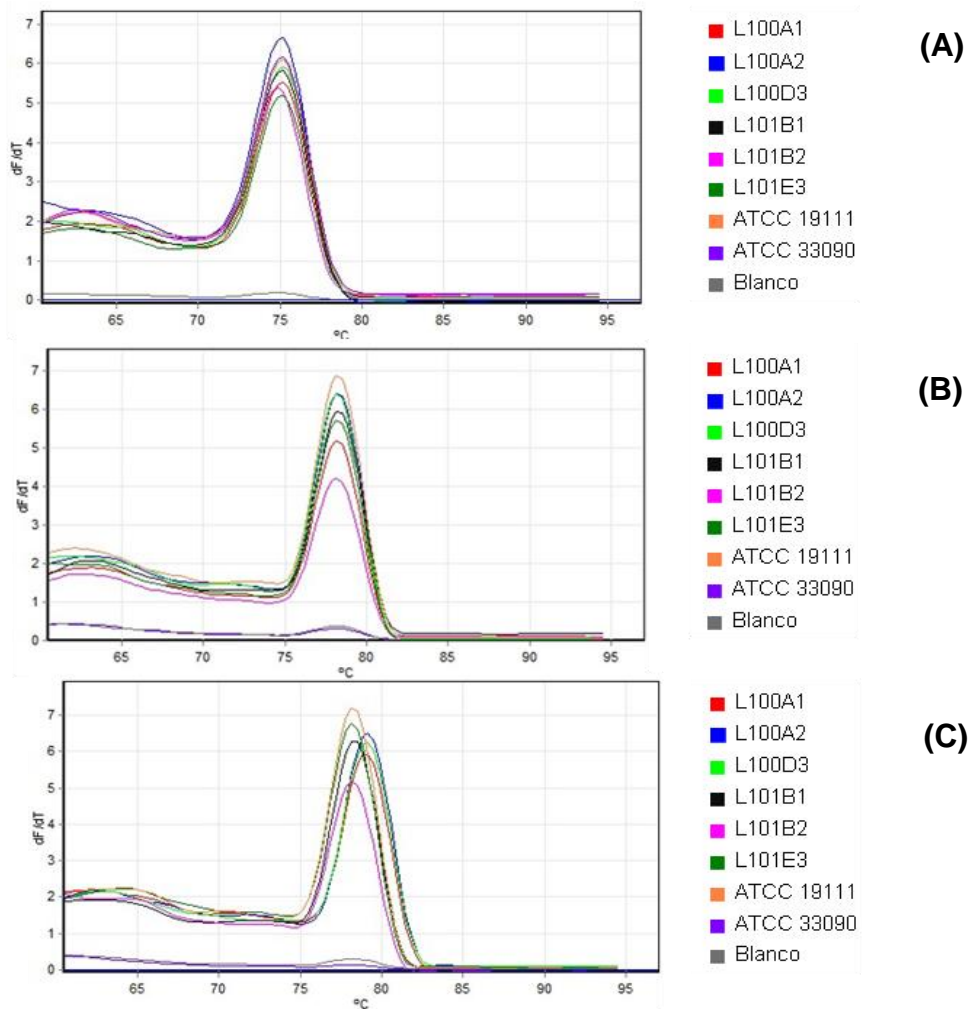 (A)
dF/dT
7
6
5
4
3
2
1
0
65 70 75 80 85 90 95
ºC
L100A1
L100A2
L100D3
L101B1
L101B2
L101E3
ATCC 19111
ATCC 33090
Blanco
(B)
dF/dT
7
6
5
4
3
2
1
0
65 70 75 80 85 90 95
ºC
L100A1
L100A2
L100D3
L101B1
L101B2
L101E3
ATCC 19111
ATCC 33090
Blanco
(C)
dF/dT
7
6
5
4
3
2
1
0
65 70 75 80 85 90 95
ºC
L100A1
L100A2
L100D3
L101B1
L101B2
L101E3
ATCC 19111
ATCC 33090
Blanco